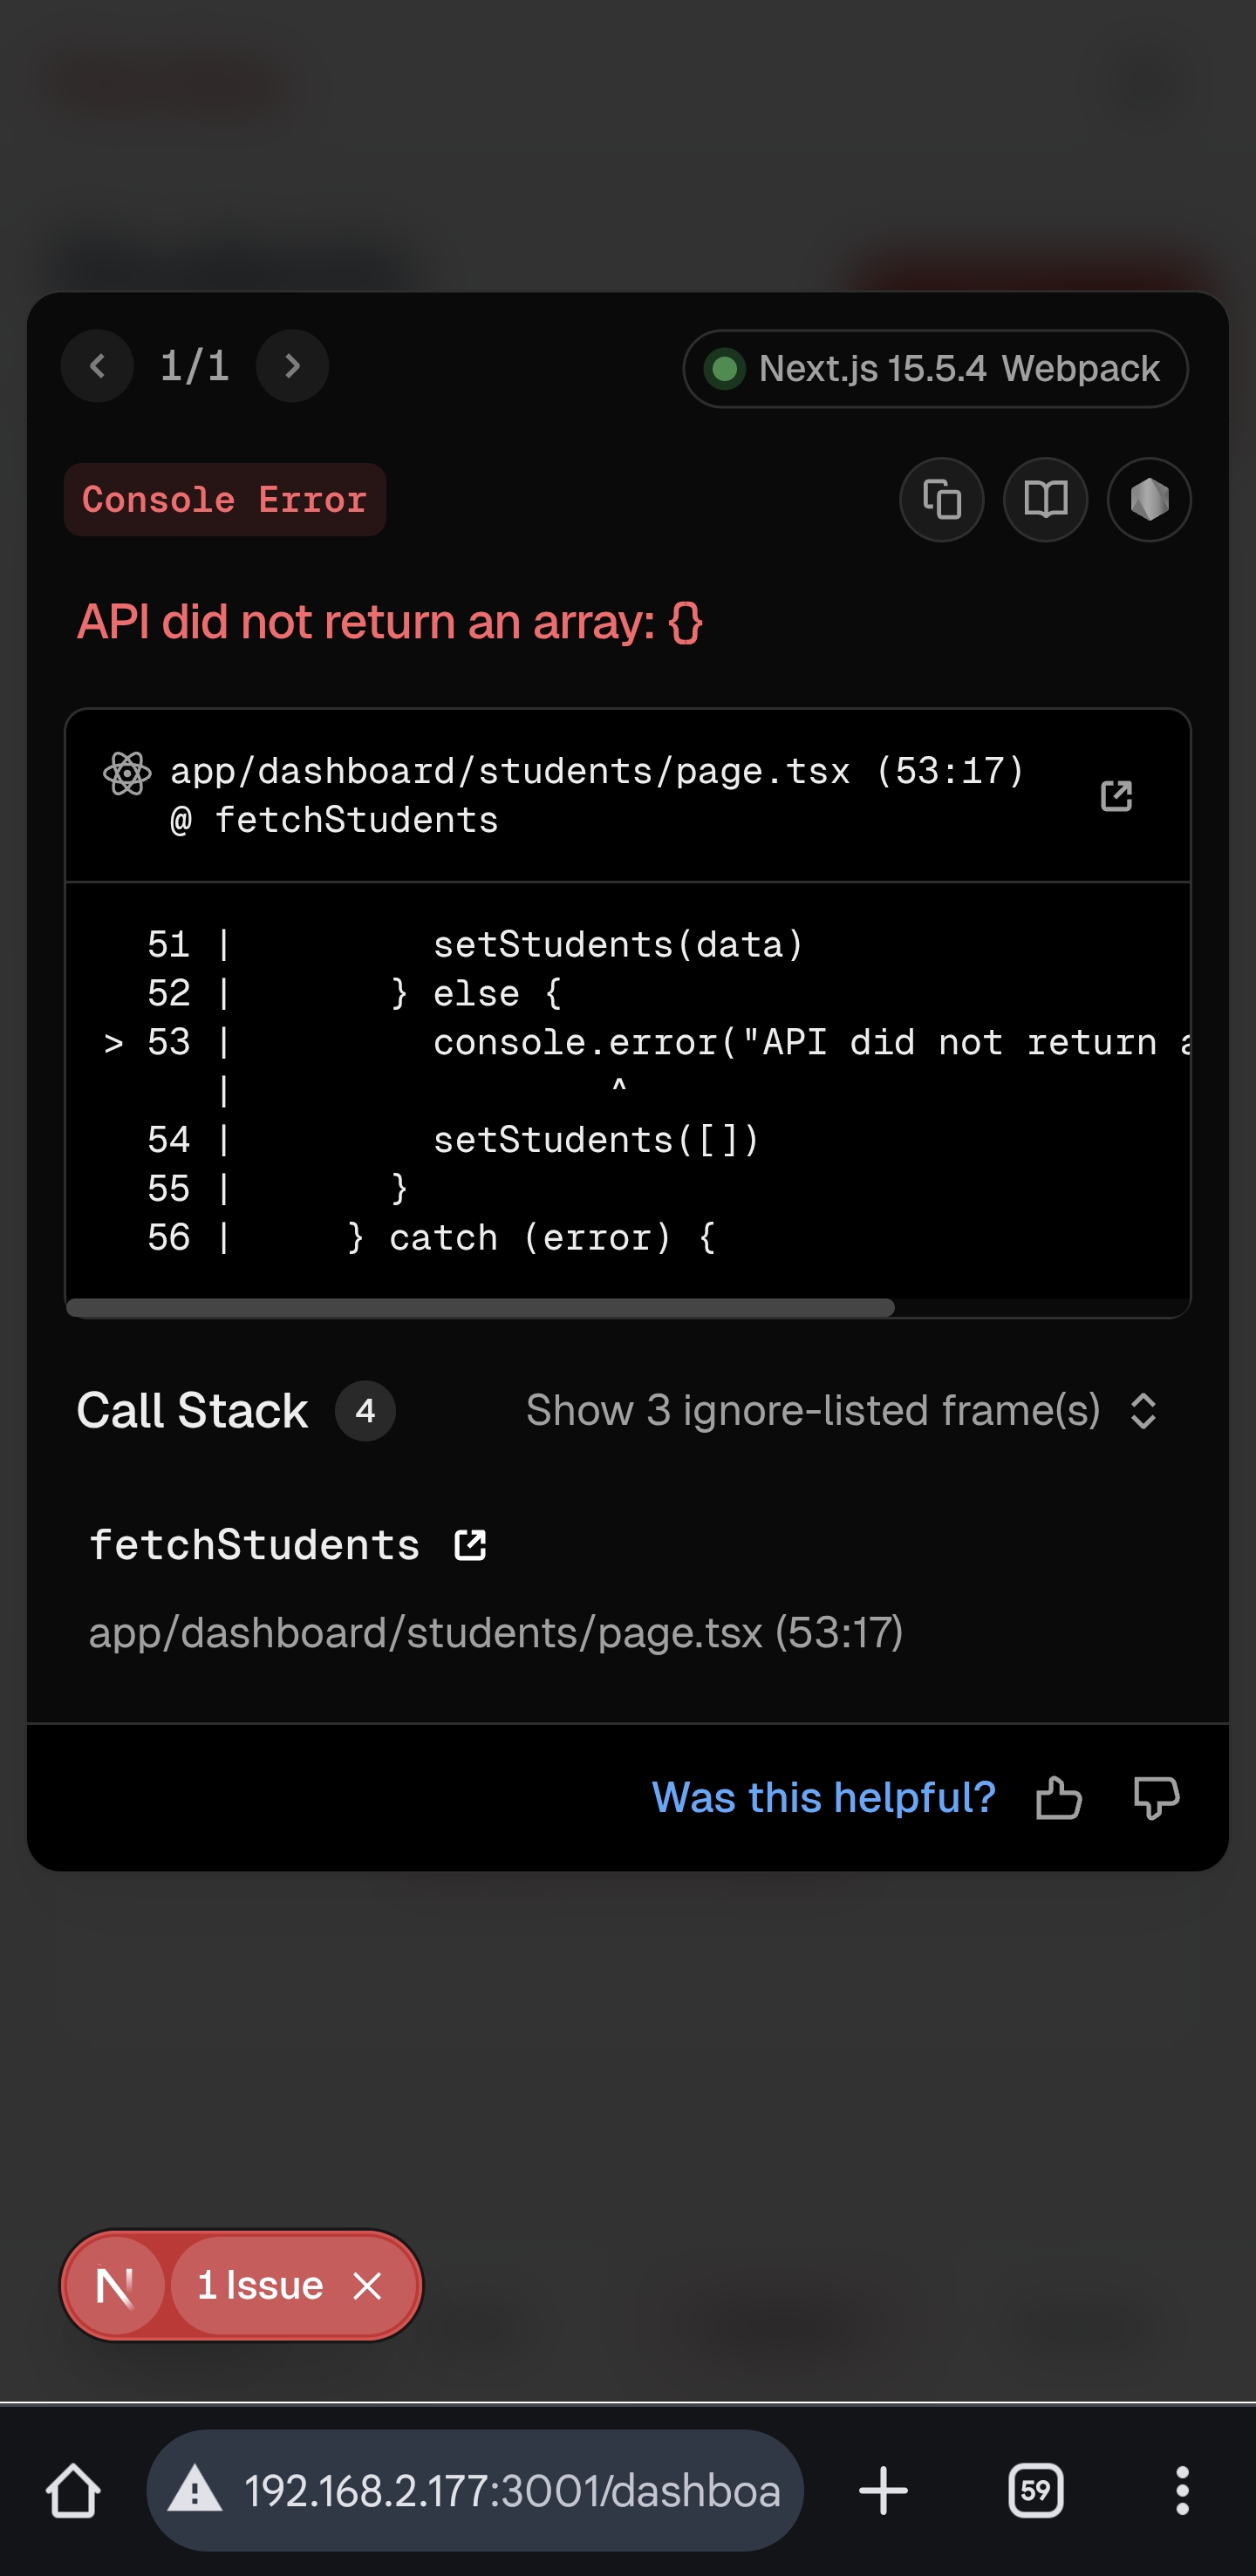 1/1
Next.js 15.5.4 Webpack
Console Error
API did not return an array: {}
app/dashboard/students/page.tsx (53:17)
@ fetchStudents
51 | setStudents(data)
52 | } else {
> 53 | console.error("API did not return a
| ^
54 | setStudents([])
55 | }
56 | } catch (error) {
Call Stack 4
Show 3 ignore-listed frame(s)
fetchStudents
app/dashboard/students/page.tsx (53:17)
Was this helpful?
N 1 Issue
192.168.2.177:3001/dashboa
59